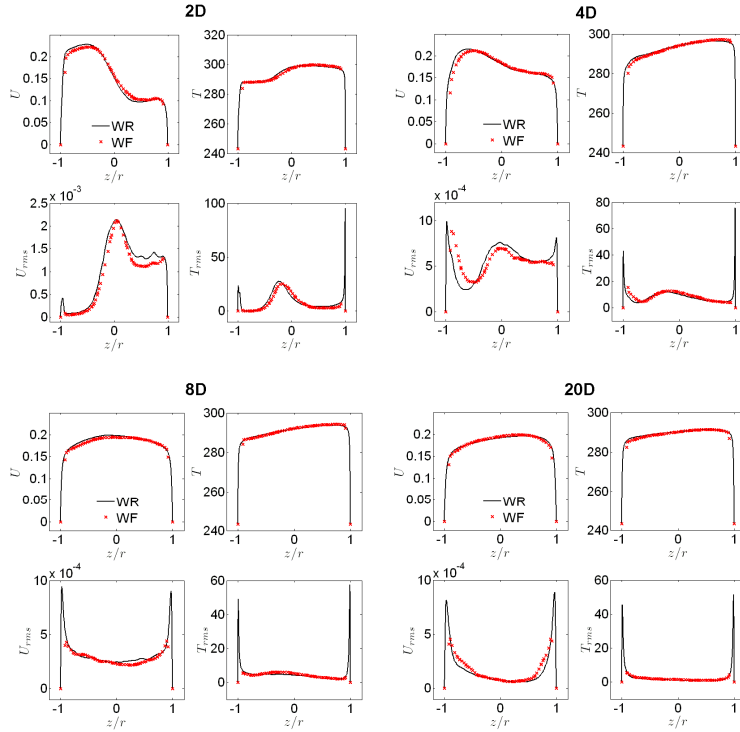 2D
0.2
0.15
0.1
0.05
0
U
WR
WF
-1 0 1
z/r
320
300
280
260
240
T
-1 0 1
z/r
x 10⁻³
2.5
2
1.5
1
0.5
0
U_rms
-1 0 1
z/r
100
50
0
T_rms
-1 0 1
z/r
4D
0.2
0.15
0.1
0.05
0
U
WR
WF
-1 0 1
z/r
300
280
260
240
T
-1 0 1
z/r
x 10⁻⁴
10
5
0
U_rms
-1 0 1
z/r
80
60
40
20
0
T_rms
-1 0 1
z/r
8D
0.2
0.15
0.1
0.05
0
U
WR
WF
-1 0 1
z/r
300
280
260
240
T
-1 0 1
z/r
x 10⁻⁴
10
5
0
U_rms
-1 0 1
z/r
60
40
20
0
T_rms
-1 0 1
z/r
20D
0.2
0.15
0.1
0.05
0
U
WR
WF
-1 0 1
z/r
300
280
260
240
T
-1 0 1
z/r
x 10⁻⁴
10
5
0
U_rms
-1 0 1
z/r
60
40
20
0
T_rms
-1 0 1
z/r